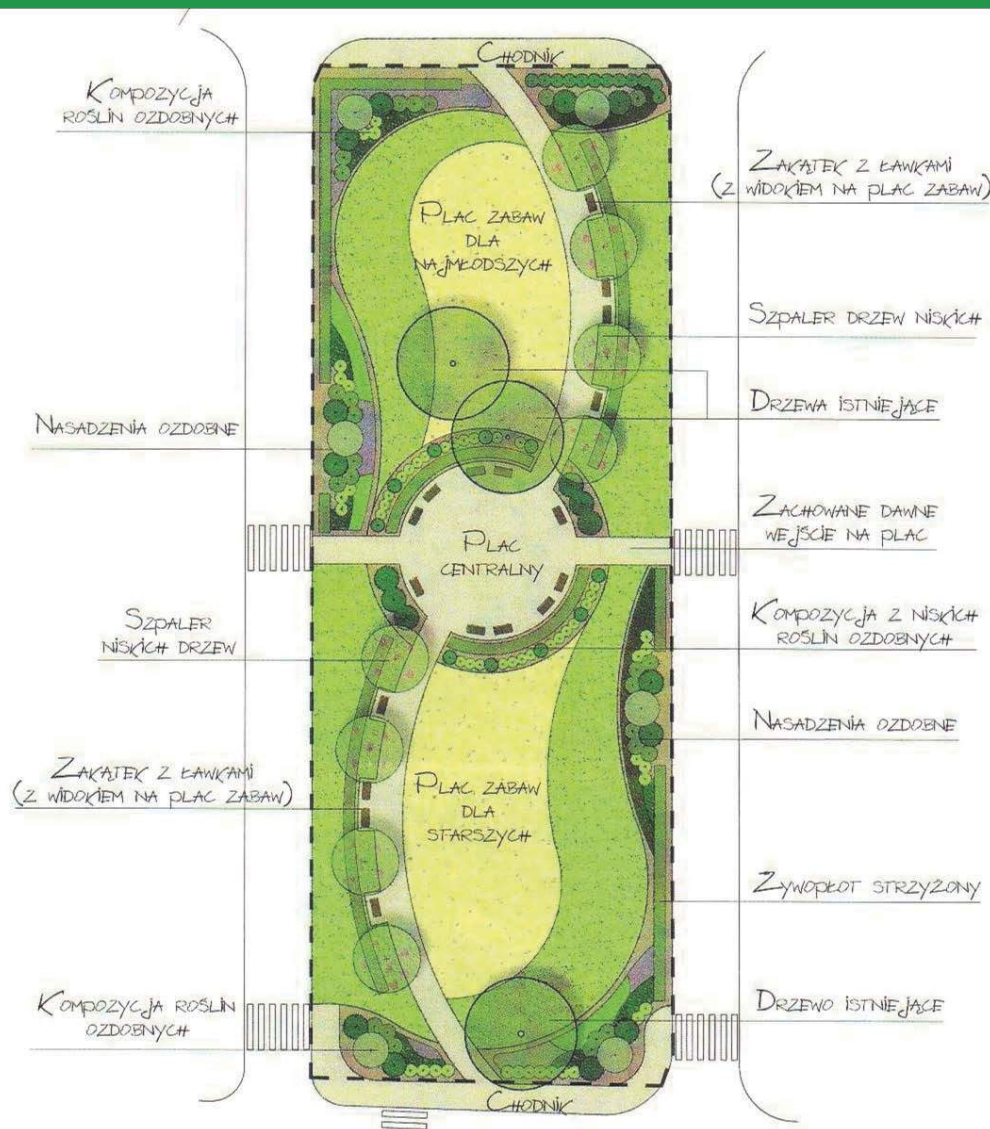 Chodnik
Kompozycja
roślin ozdobnych
Zakątek z ławkami
(z widokiem na plac zabaw)
Plac zabaw
dla
najmłodszych
Szpaler drzew niskich
Drzewa istniejące
Nasadzenia ozdobne
Zachowane dawne
wejście na plac
Plac
centralny
Szpaler
niskich drzew
Kompozycja z niskich
roślin ozdobnych
Nasadzenia ozdobne
Zakątek z ławkami
(z widokiem na plac zabaw)
Plac zabaw
dla
starszych
Żywopłot strzyżony
Kompozycja roślin
ozdobnych
Drzewo istniejące
Chodnik